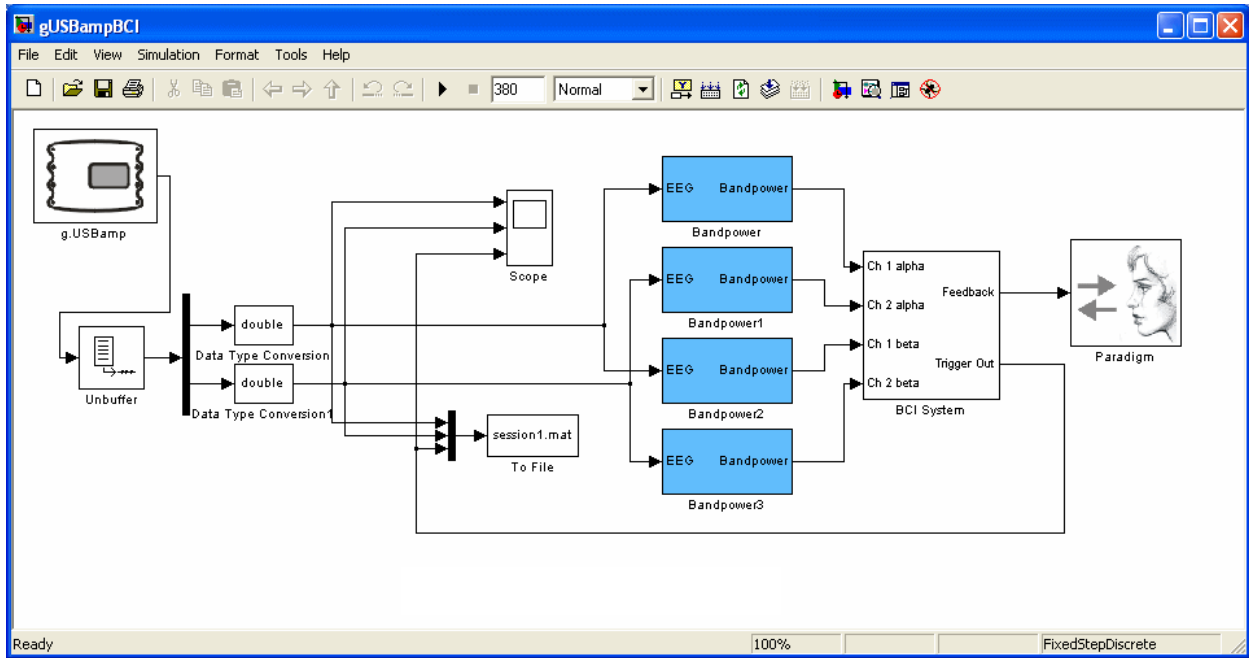 gUSBampBCI
File Edit View Simulation Format Tools Help
380 Normal
g.USBamp
Unbuffer
double
Data Type Conversion
double
Data Type Conversion1
Scope
session1.mat
To File
EEG Bandpower
Bandpower
EEG Bandpower
Bandpower1
EEG Bandpower
Bandpower2
EEG Bandpower
Bandpower3
Ch 1 alpha
Ch 2 alpha
Ch 1 beta
Ch 2 beta
Feedback
Trigger Out
BCI System
Paradigm
Ready 100% FixedStepDiscrete